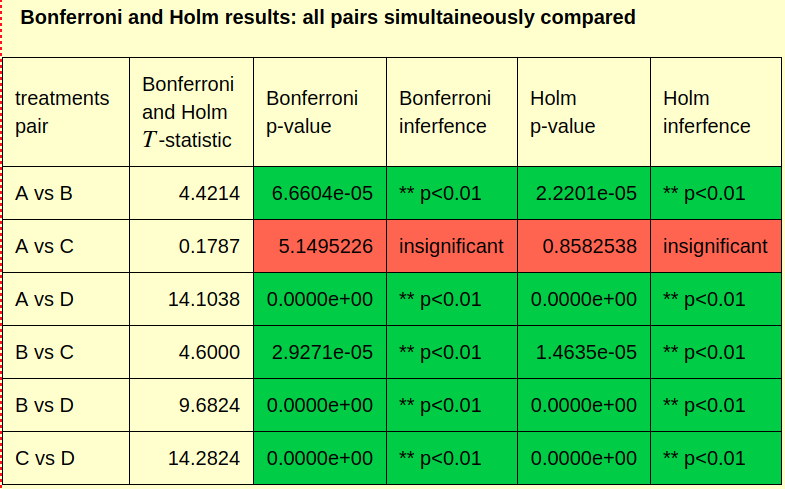 Bonferroni and Holm results: all pairs simultaineously compared
treatments pair | Bonferroni and Holm T-statistic | Bonferroni p-value | Bonferroni inferfence | Holm p-value | Holm inferfence
A vs B | 4.4214 | 6.6604e-05 | ** p<0.01 | 2.2201e-05 | ** p<0.01
A vs C | 0.1787 | 5.1495226 | insignificant | 0.8582538 | insignificant
A vs D | 14.1038 | 0.0000e+00 | ** p<0.01 | 0.0000e+00 | ** p<0.01
B vs C | 4.6000 | 2.9271e-05 | ** p<0.01 | 1.4635e-05 | ** p<0.01
B vs D | 9.6824 | 0.0000e+00 | ** p<0.01 | 0.0000e+00 | ** p<0.01
C vs D | 14.2824 | 0.0000e+00 | ** p<0.01 | 0.0000e+00 | ** p<0.01